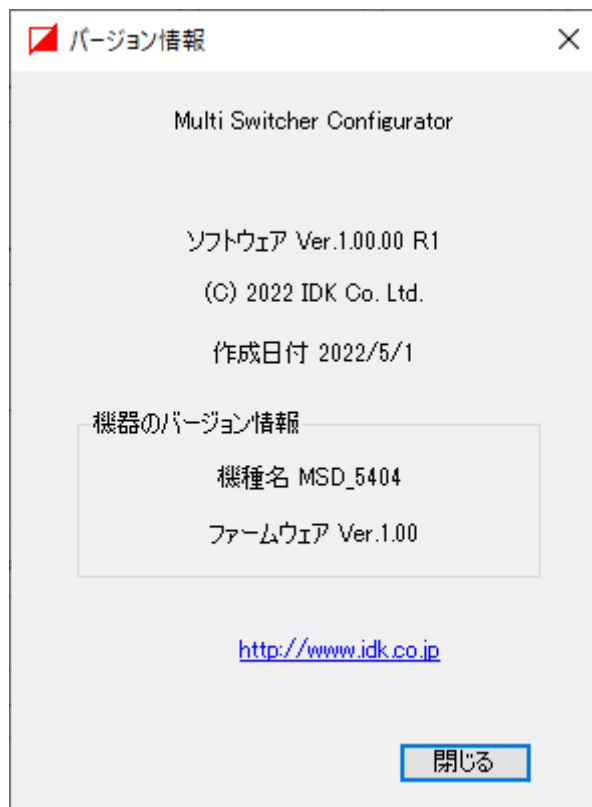 バージョン情報
Multi Switcher Configurator
ソフトウェア Ver.1.00.00 R1
(C) 2022 IDK Co. Ltd.
作成日付 2022/5/1
機器のバージョン情報
機種名 MSD_5404
ファームウェア Ver.1.00
http://www.idk.co.jp
閉じる